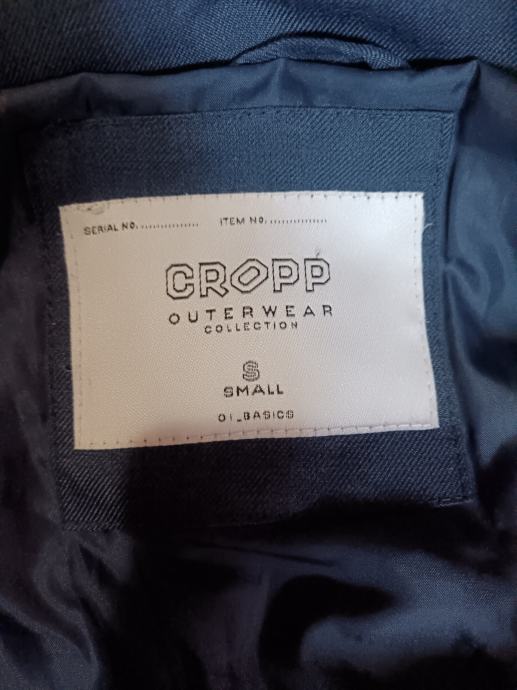 SERIAL NO. ............... ITEM NO. ...............
CROPP
OUTERWEAR
COLLECTION
S
SMALL
01_BASICS